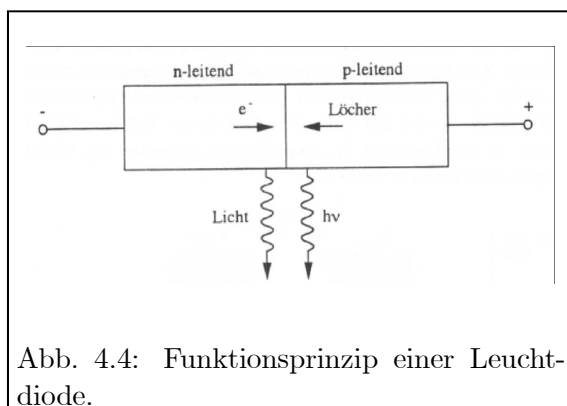 n-leitend p-leitend
- e⁻ Löcher +
Licht hν
Abb. 4.4: Funktionsprinzip einer Leucht-
diode.